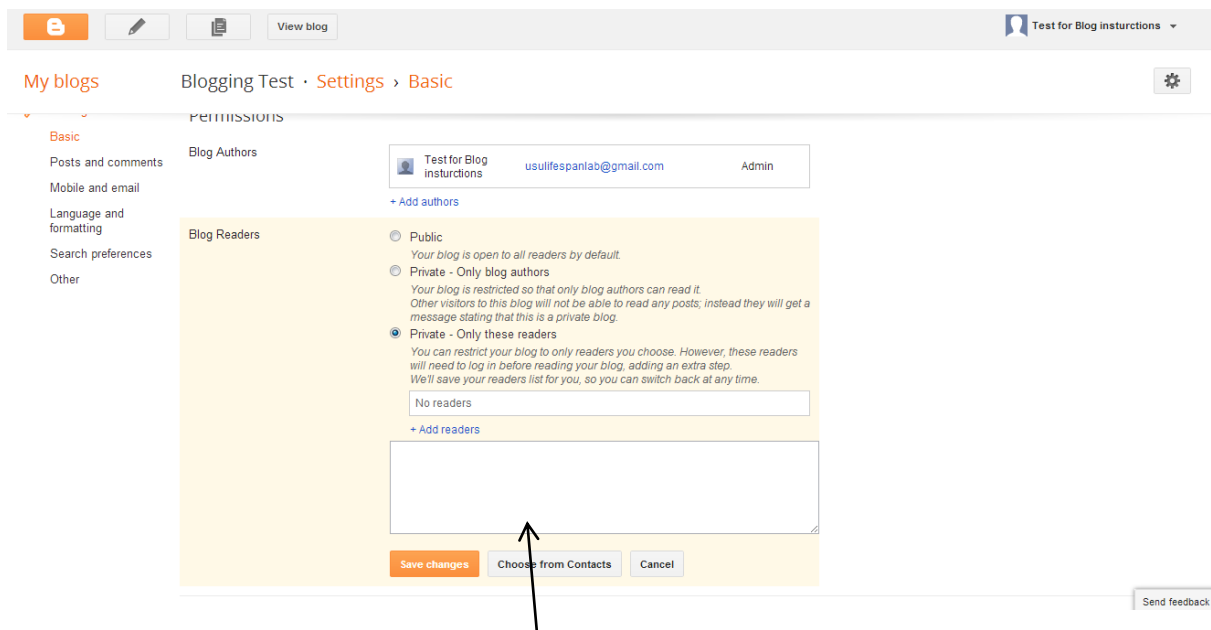 View blog
Test for Blog insturctions
My blogs
Blogging Test · Settings › Basic
Permissions
Basic
Posts and comments
Mobile and email
Language and
formatting
Search preferences
Other
Blog Authors
Test for Blog
insturctions
usulifespanlab@gmail.com
Admin
+ Add authors
Blog Readers
Public
Your blog is open to all readers by default.
Private - Only blog authors
Your blog is restricted so that only blog authors can read it.
Other visitors to this blog will not be able to read any posts; instead they will get a
message stating that this is a private blog.
Private - Only these readers
You can restrict your blog to only readers you choose. However, these readers
will need to log in before reading your blog, adding an extra step.
We'll save your readers list for you, so you can switch back at any time.
No readers
+ Add readers
Save changes
Choose from Contacts
Cancel
Send feedback